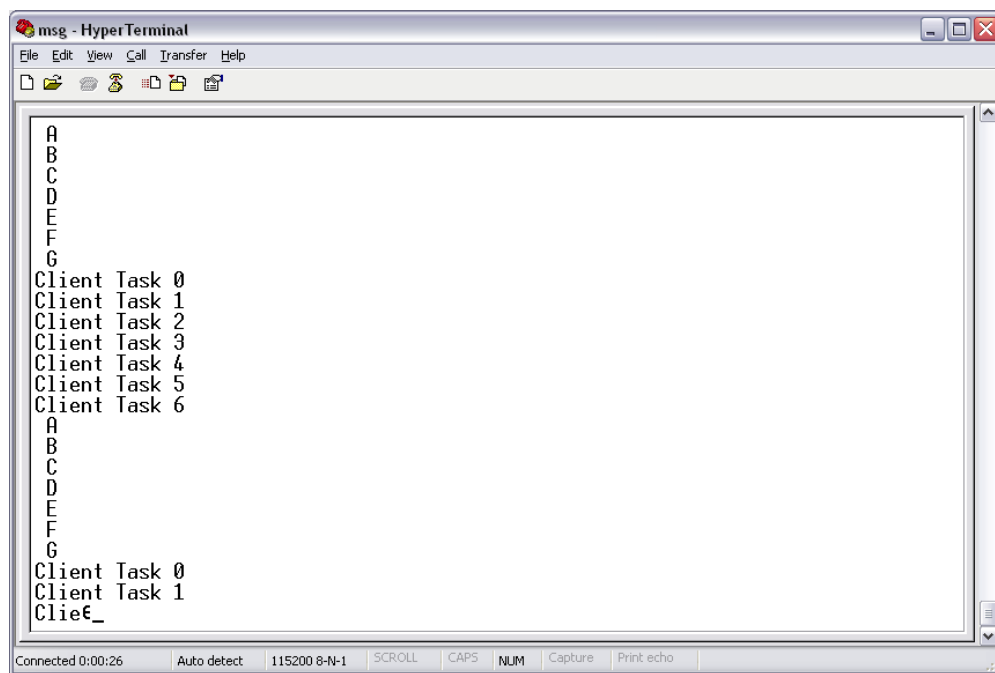 msg - HyperTerminal
File Edit View Call Transfer Help
A
B
C
D
E
F
G
Client Task 0
Client Task 1
Client Task 2
Client Task 3
Client Task 4
Client Task 5
Client Task 6
A
B
C
D
E
F
G
Client Task 0
Client Task 1
Clie€_
Connected 0:00:26 Auto detect 115200 8-N-1 SCROLL CAPS NUM Capture Print echo